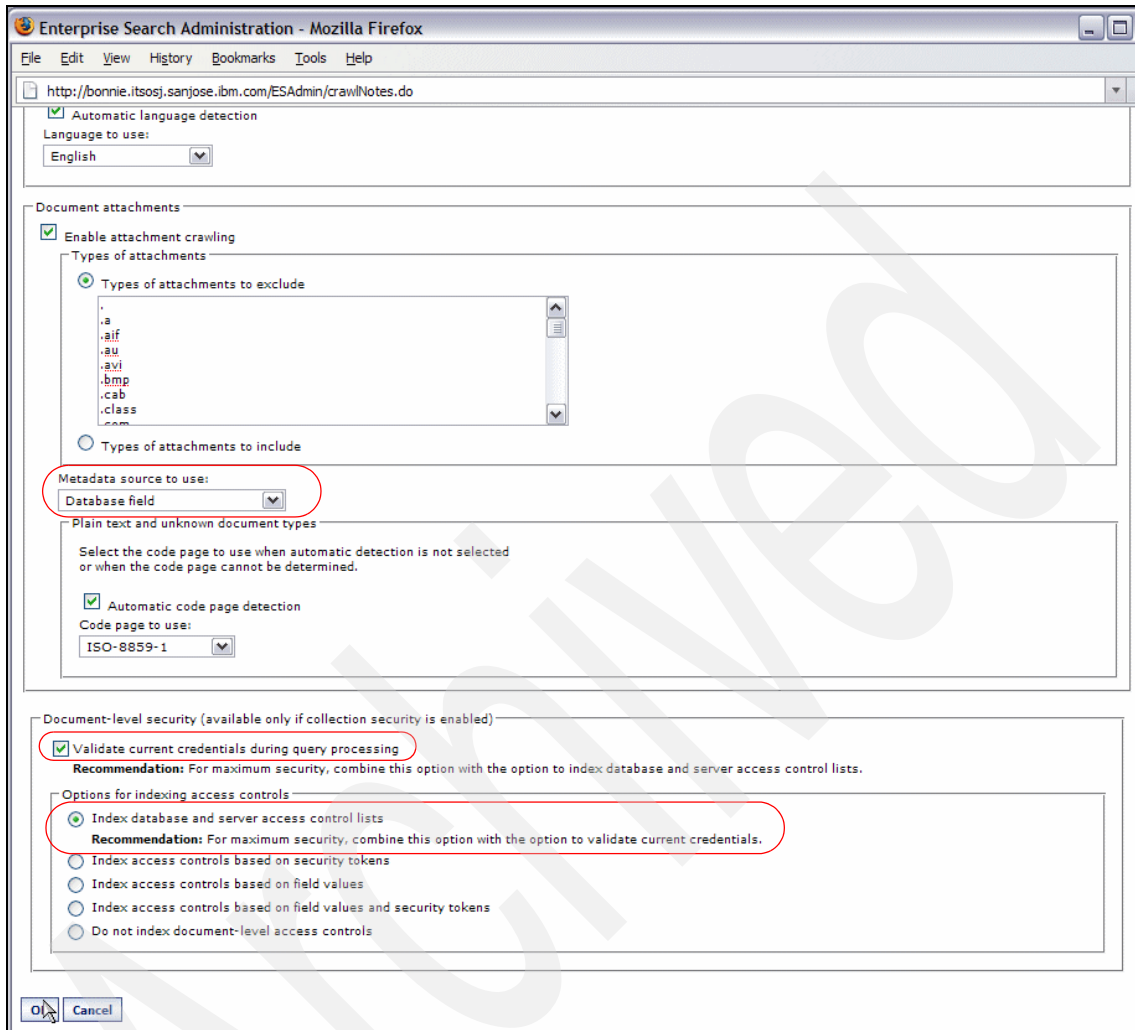 Enterprise Search Administration - Mozilla Firefox
File Edit View History Bookmarks Tools Help
http://bonnie.itsosj.sanjose.ibm.com/ESAdmin/crawlNotes.do
Automatic language detection
Language to use:
English
Document attachments
Enable attachment crawling
Types of attachments
Types of attachments to exclude
.
.a
.aif
.au
.avi
.bmp
.cab
.class
.com
Types of attachments to include
Metadata source to use:
Database field
Plain text and unknown document types
Select the code page to use when automatic detection is not selected
or when the code page cannot be determined.
Automatic code page detection
Code page to use:
ISO-8859-1
Document-level security (available only if collection security is enabled)
Validate current credentials during query processing
Recommendation: For maximum security, combine this option with the option to index database and server access control lists.
Options for indexing access controls
Index database and server access control lists
Recommendation: For maximum security, combine this option with the option to validate current credentials.
Index access controls based on security tokens
Index access controls based on field values
Index access controls based on field values and security tokens
Do not index document-level access controls
OK Cancel
Archived